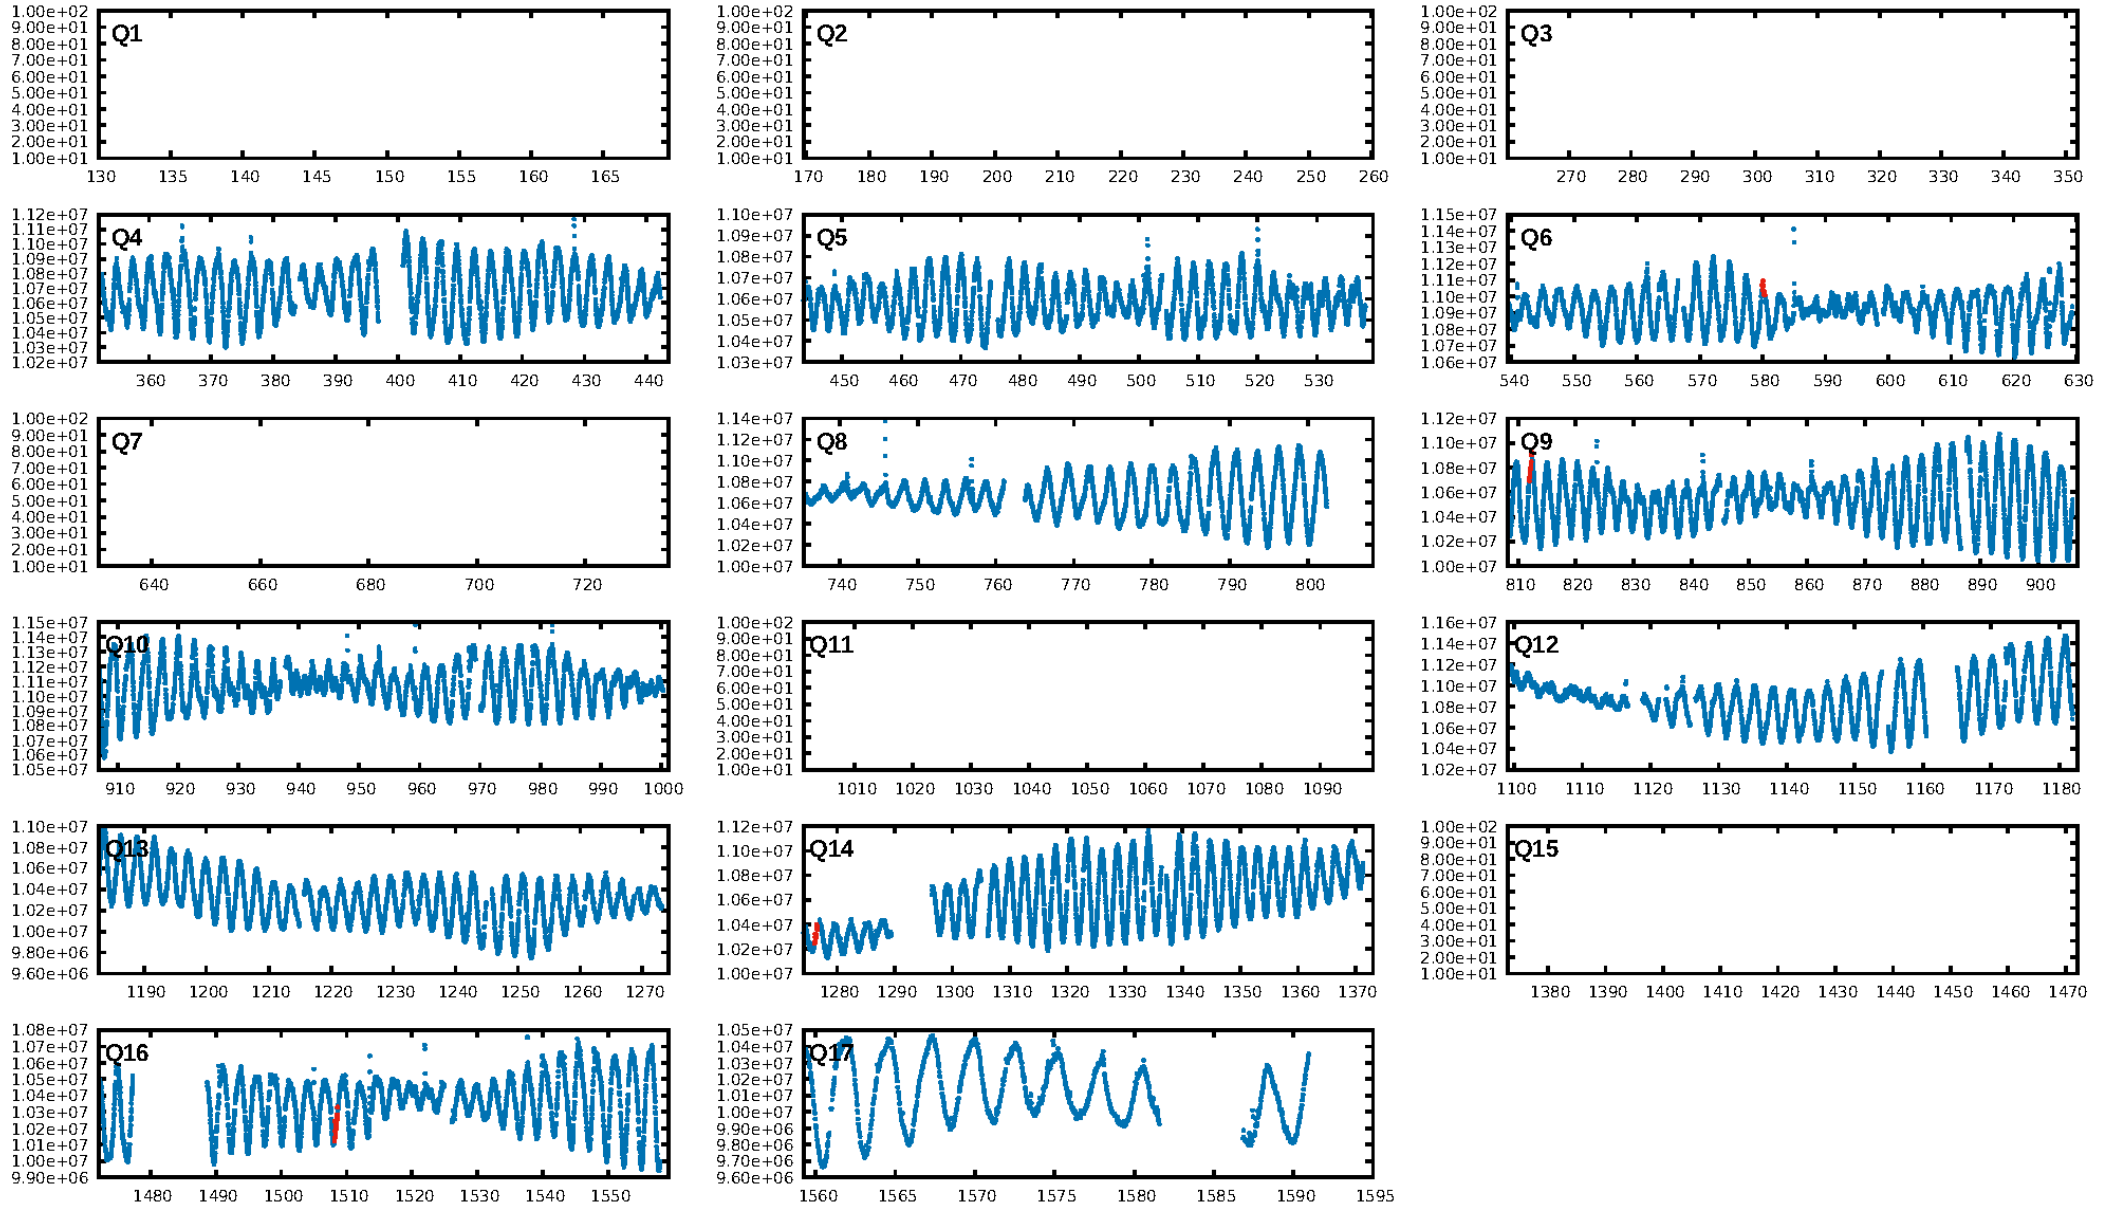 Q1
1.00e+02
9.00e+01
8.00e+01
7.00e+01
6.00e+01
5.00e+01
4.00e+01
3.00e+01
2.00e+01
1.00e+01
130 135 140 145 150 155 160 165
Q2
1.00e+02
9.00e+01
8.00e+01
7.00e+01
6.00e+01
5.00e+01
4.00e+01
3.00e+01
2.00e+01
1.00e+01
170 180 190 200 210 220 230 240 250 260
Q3
1.00e+02
9.00e+01
8.00e+01
7.00e+01
6.00e+01
5.00e+01
4.00e+01
3.00e+01
2.00e+01
1.00e+01
270 280 290 300 310 320 330 340 350
Q4
1.12e+07
1.11e+07
1.10e+07
1.09e+07
1.08e+07
1.07e+07
1.06e+07
1.05e+07
1.04e+07
1.03e+07
1.02e+07
360 370 380 390 400 410 420 430 440
Q5
1.10e+07
1.09e+07
1.08e+07
1.07e+07
1.06e+07
1.05e+07
1.04e+07
1.03e+07
450 460 470 480 490 500 510 520 530
Q6
1.15e+07
1.14e+07
1.13e+07
1.12e+07
1.11e+07
1.10e+07
1.09e+07
1.08e+07
1.07e+07
1.06e+07
540 550 560 570 580 590 600 610 620 630
Q7
1.00e+02
9.00e+01
8.00e+01
7.00e+01
6.00e+01
5.00e+01
4.00e+01
3.00e+01
2.00e+01
1.00e+01
640 660 680 700 720
Q8
1.14e+07
1.12e+07
1.10e+07
1.08e+07
1.06e+07
1.04e+07
1.02e+07
1.00e+07
740 750 760 770 780 790 800
Q9
1.12e+07
1.10e+07
1.08e+07
1.06e+07
1.04e+07
1.02e+07
1.00e+07
810 820 830 840 850 860 870 880 890 900
Q10
1.15e+07
1.14e+07
1.13e+07
1.12e+07
1.11e+07
1.10e+07
1.09e+07
1.08e+07
1.07e+07
1.06e+07
1.05e+07
910 920 930 940 950 960 970 980 990 1000
Q11
1.00e+02
9.00e+01
8.00e+01
7.00e+01
6.00e+01
5.00e+01
4.00e+01
3.00e+01
2.00e+01
1.00e+01
1010 1020 1030 1040 1050 1060 1070 1080 1090
Q12
1.16e+07
1.14e+07
1.12e+07
1.10e+07
1.08e+07
1.06e+07
1.04e+07
1.02e+07
1100 1110 1120 1130 1140 1150 1160 1170 1180
Q13
1.10e+07
1.08e+07
1.06e+07
1.04e+07
1.02e+07
1.00e+07
9.80e+06
9.60e+06
1190 1200 1210 1220 1230 1240 1250 1260 1270
Q14
1.12e+07
1.10e+07
1.08e+07
1.06e+07
1.04e+07
1.02e+07
1.00e+07
1280 1290 1300 1310 1320 1330 1340 1350 1360 1370
Q15
1.00e+02
9.00e+01
8.00e+01
7.00e+01
6.00e+01
5.00e+01
4.00e+01
3.00e+01
2.00e+01
1.00e+01
1380 1390 1400 1410 1420 1430 1440 1450 1460 1470
Q16
1.08e+07
1.07e+07
1.06e+07
1.05e+07
1.04e+07
1.03e+07
1.02e+07
1.01e+07
1.00e+07
9.90e+06
1480 1490 1500 1510 1520 1530 1540 1550
Q17
1.05e+07
1.04e+07
1.03e+07
1.02e+07
1.01e+07
1.00e+07
9.90e+06
9.80e+06
9.70e+06
9.60e+06
1560 1565 1570 1575 1580 1585 1590 1595